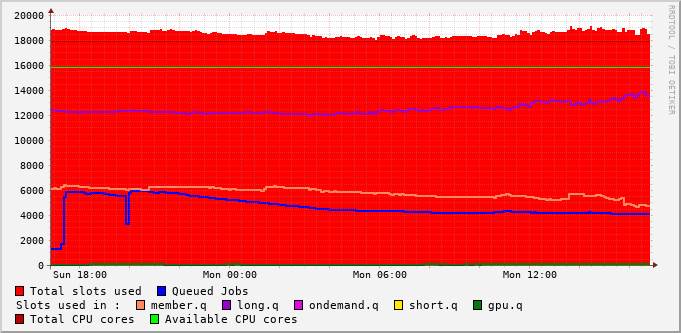 20000
18000
16000
14000
12000
10000
8000
6000
4000
2000
0
Sun 18:00 Mon 00:00 Mon 06:00 Mon 12:00
RRDTOOL / TOBI OETIKER
Total slots used Queued Jobs
Slots used in : member.q long.q ondemand.q short.q gpu.q
Total CPU cores Available CPU cores